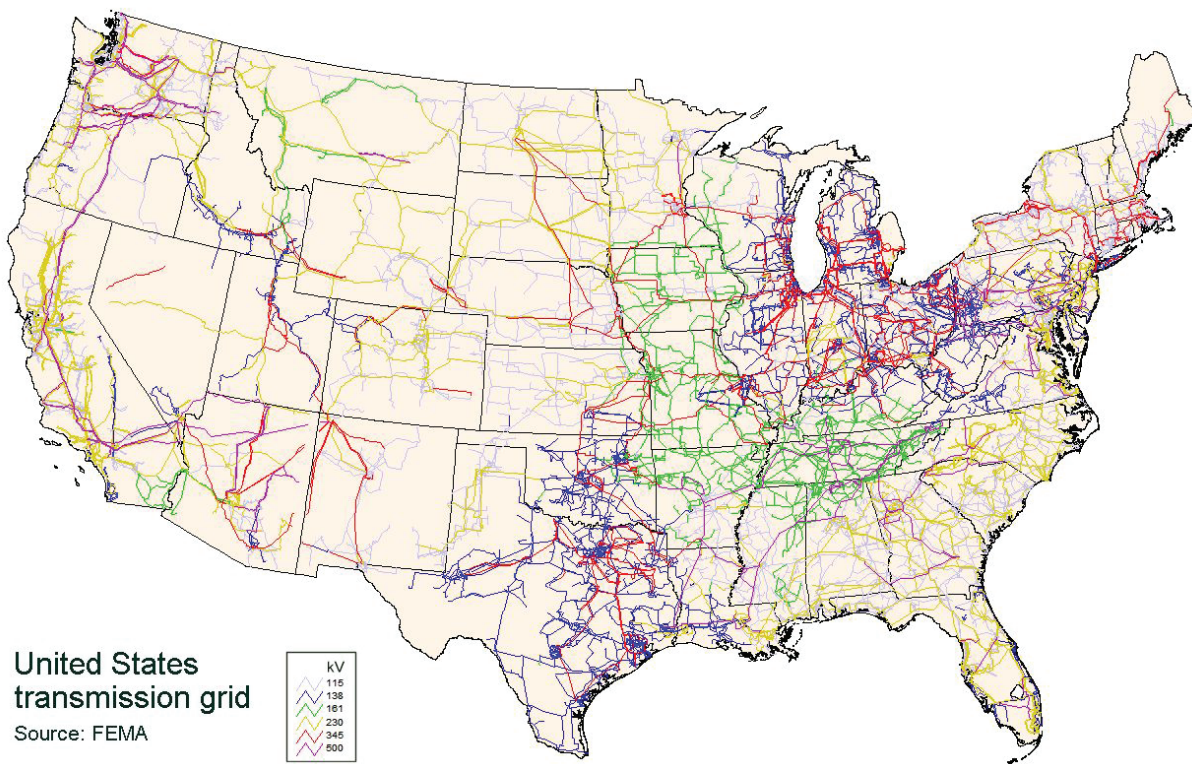 United States
transmission grid
Source: FEMA
kV
115
138
161
230
345
500